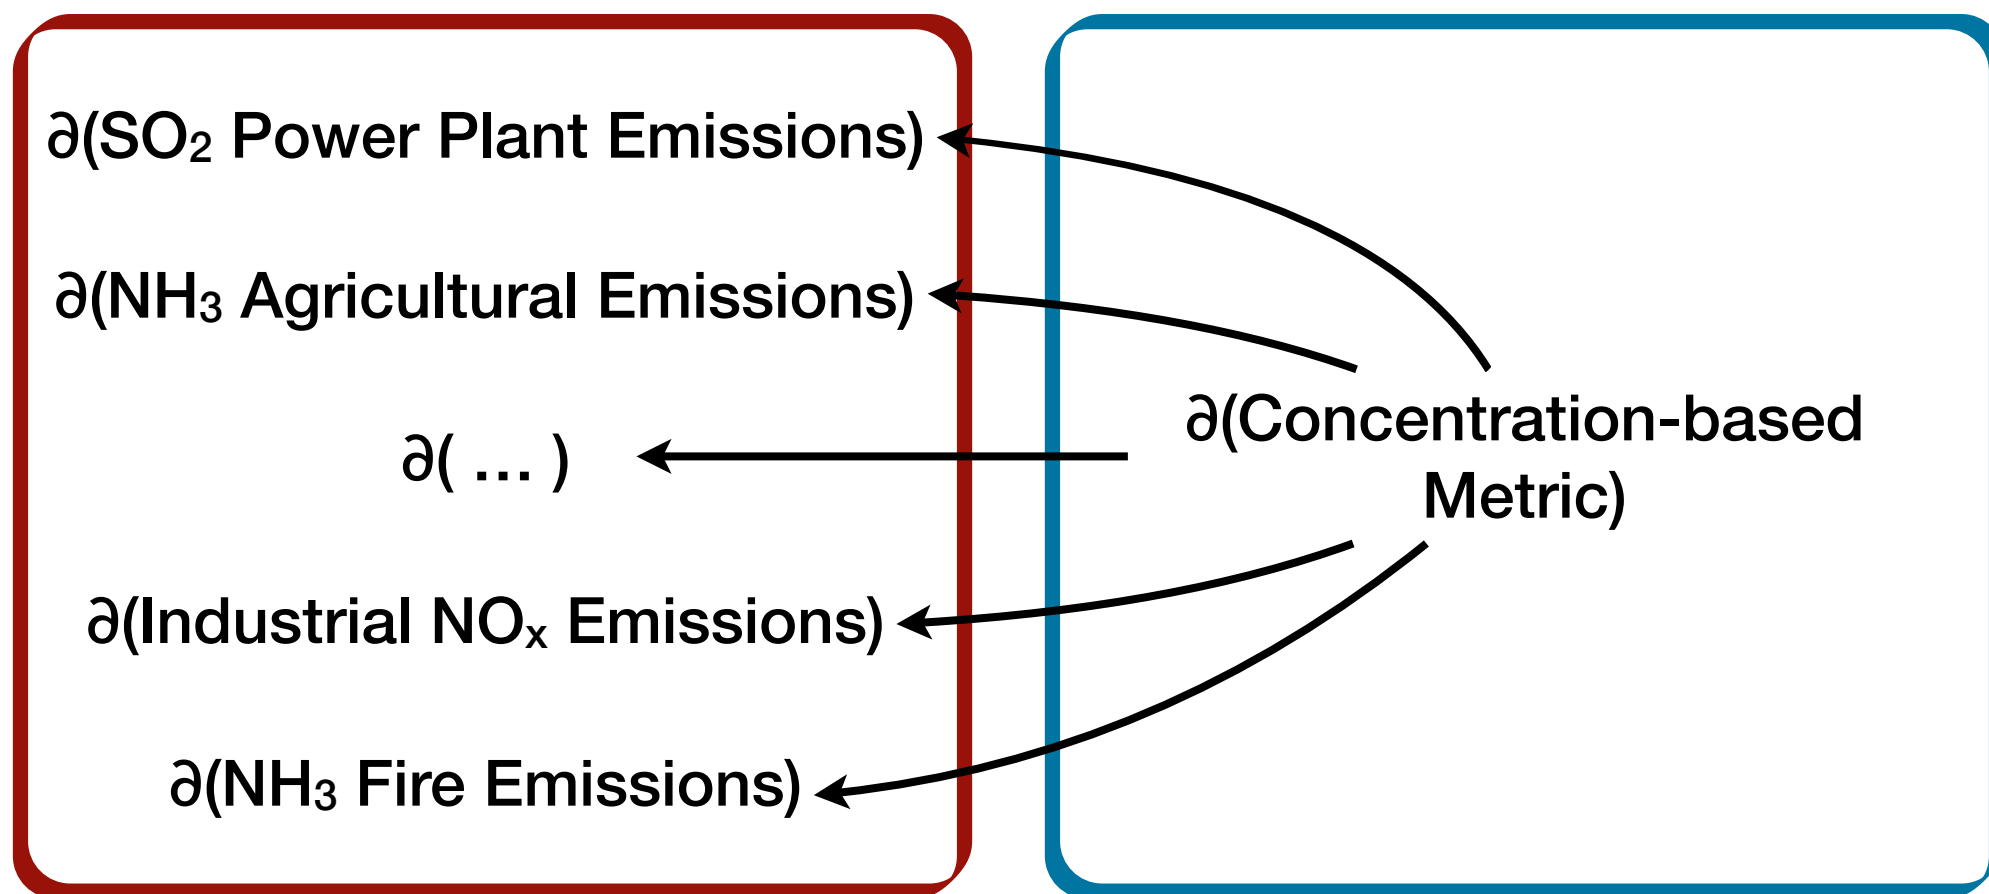 ∂(SO₂ Power Plant Emissions)
∂(NH₃ Agricultural Emissions)
∂( ... )
∂(Industrial NOₓ Emissions)
∂(NH₃ Fire Emissions)
∂(Concentration-based
Metric)